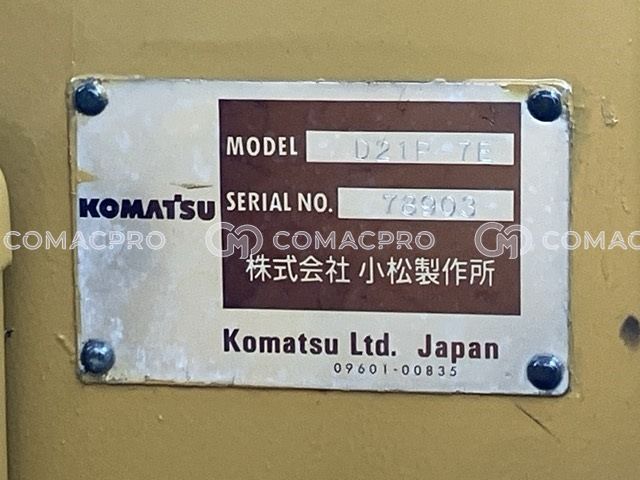 MODEL D21P-7E
KOMATSU
SERIAL NO. 78903
COMACPRO COMACPRO COMACPRO
株式会社 小松製作所
Komatsu Ltd. Japan
09601-00835